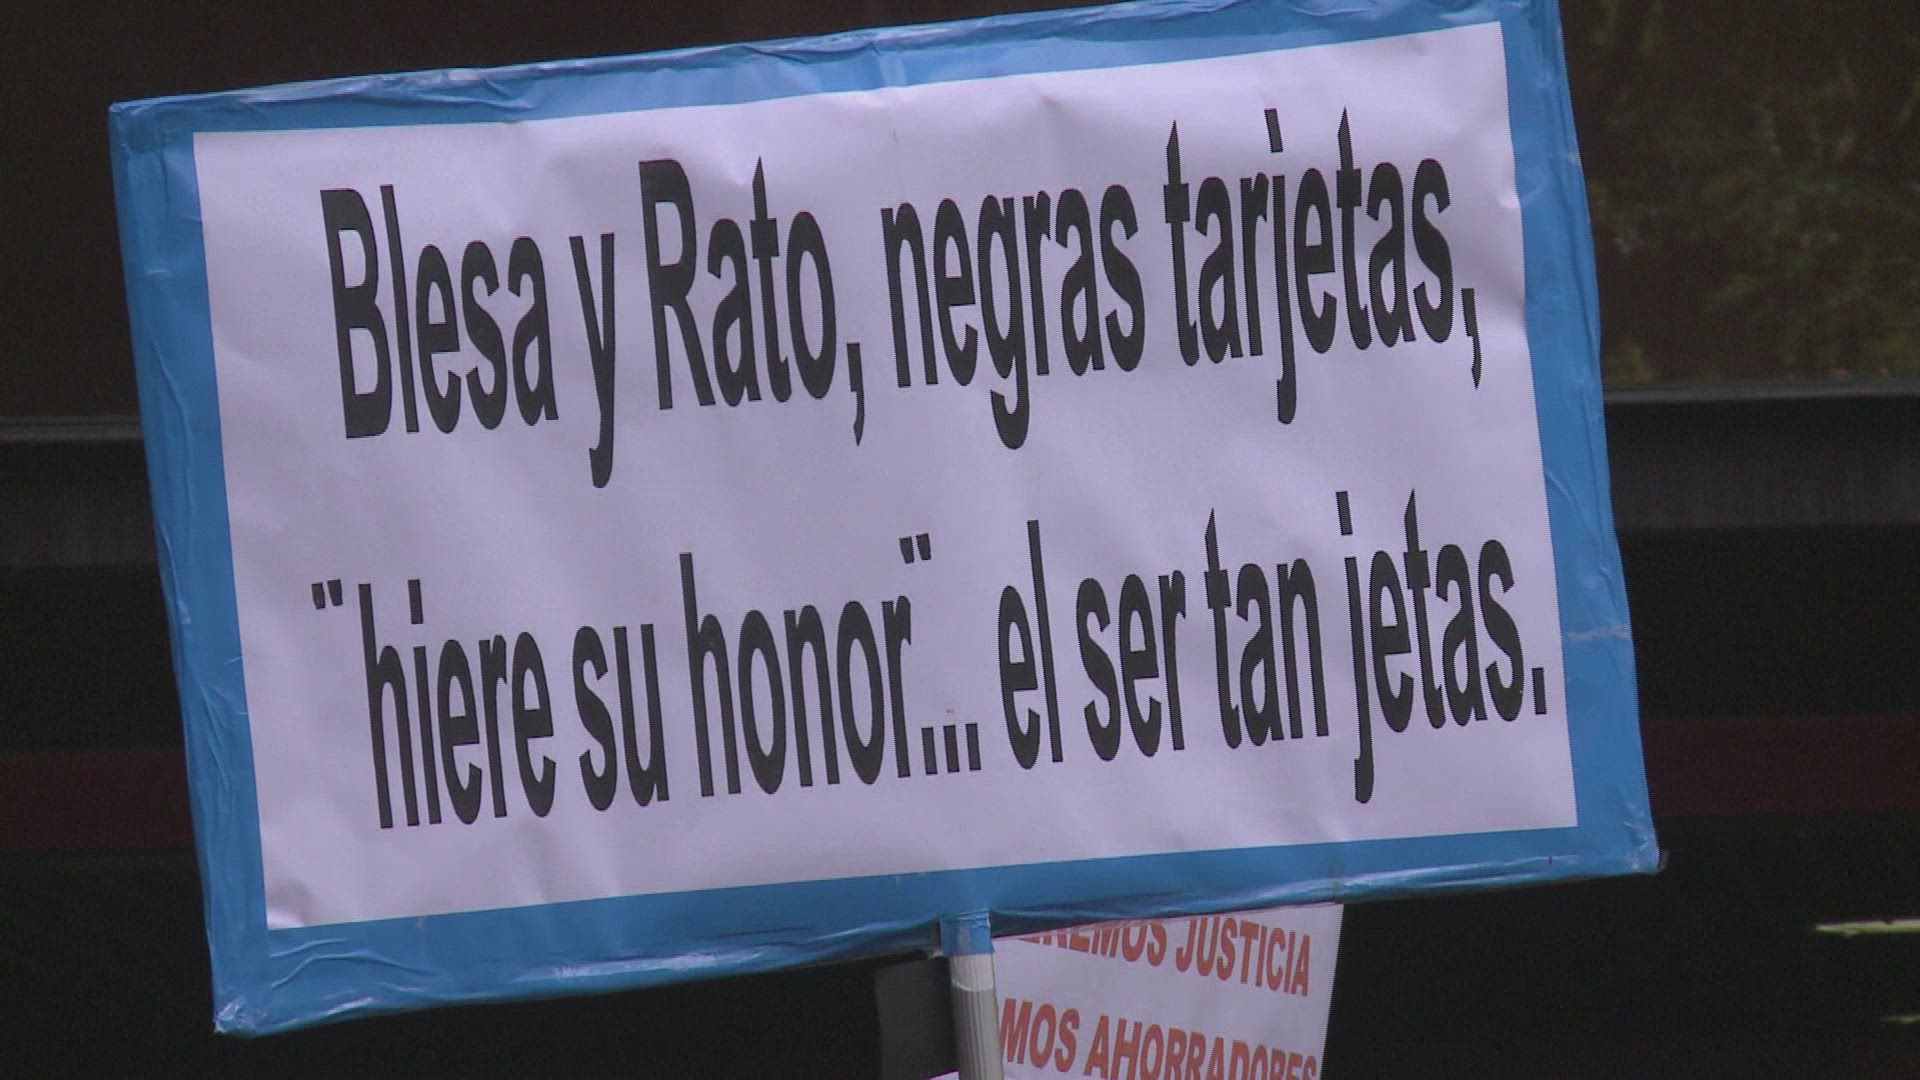 Blesa y Rato, negras tarjetas,
"hiere su honor"... el ser tan jetas.
JUSTICIA
AHORRADORES